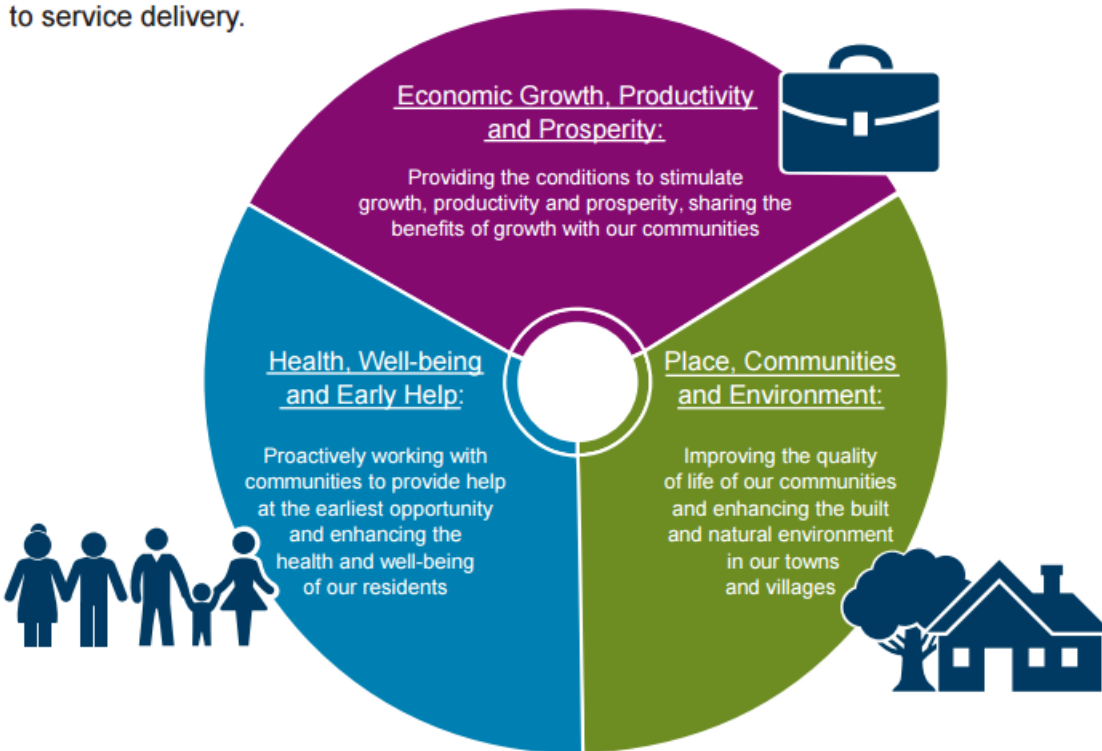 to service delivery.
Economic Growth, Productivity
and Prosperity:
Providing the conditions to stimulate
growth, productivity and prosperity, sharing the
benefits of growth with our communities
Health, Well-being
and Early Help:
Proactively working with
communities to provide help
at the earliest opportunity
and enhancing the
health and well-being
of our residents
Place, Communities
and Environment:
Improving the quality
of life of our communities
and enhancing the built
and natural environment
in our towns
and villages